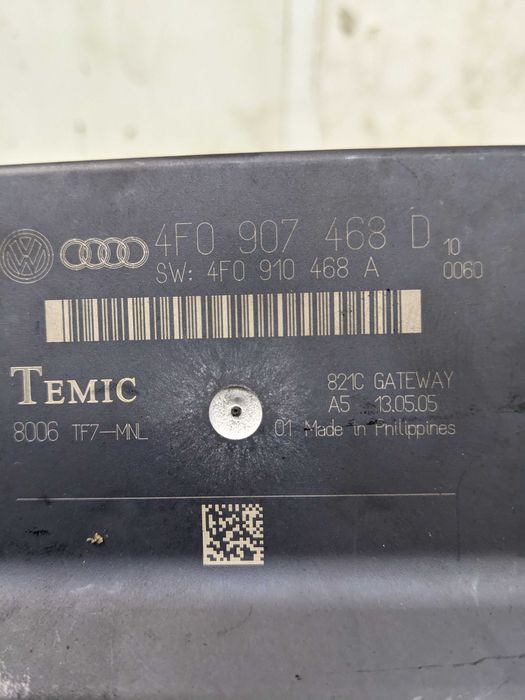 4F0 907 468 D 10
SW: 4F0 910 468 A 0060
TEMIC 821C GATEWAY
A5 13.05.05
8006 TF7-MNL 01 Made in Philippines